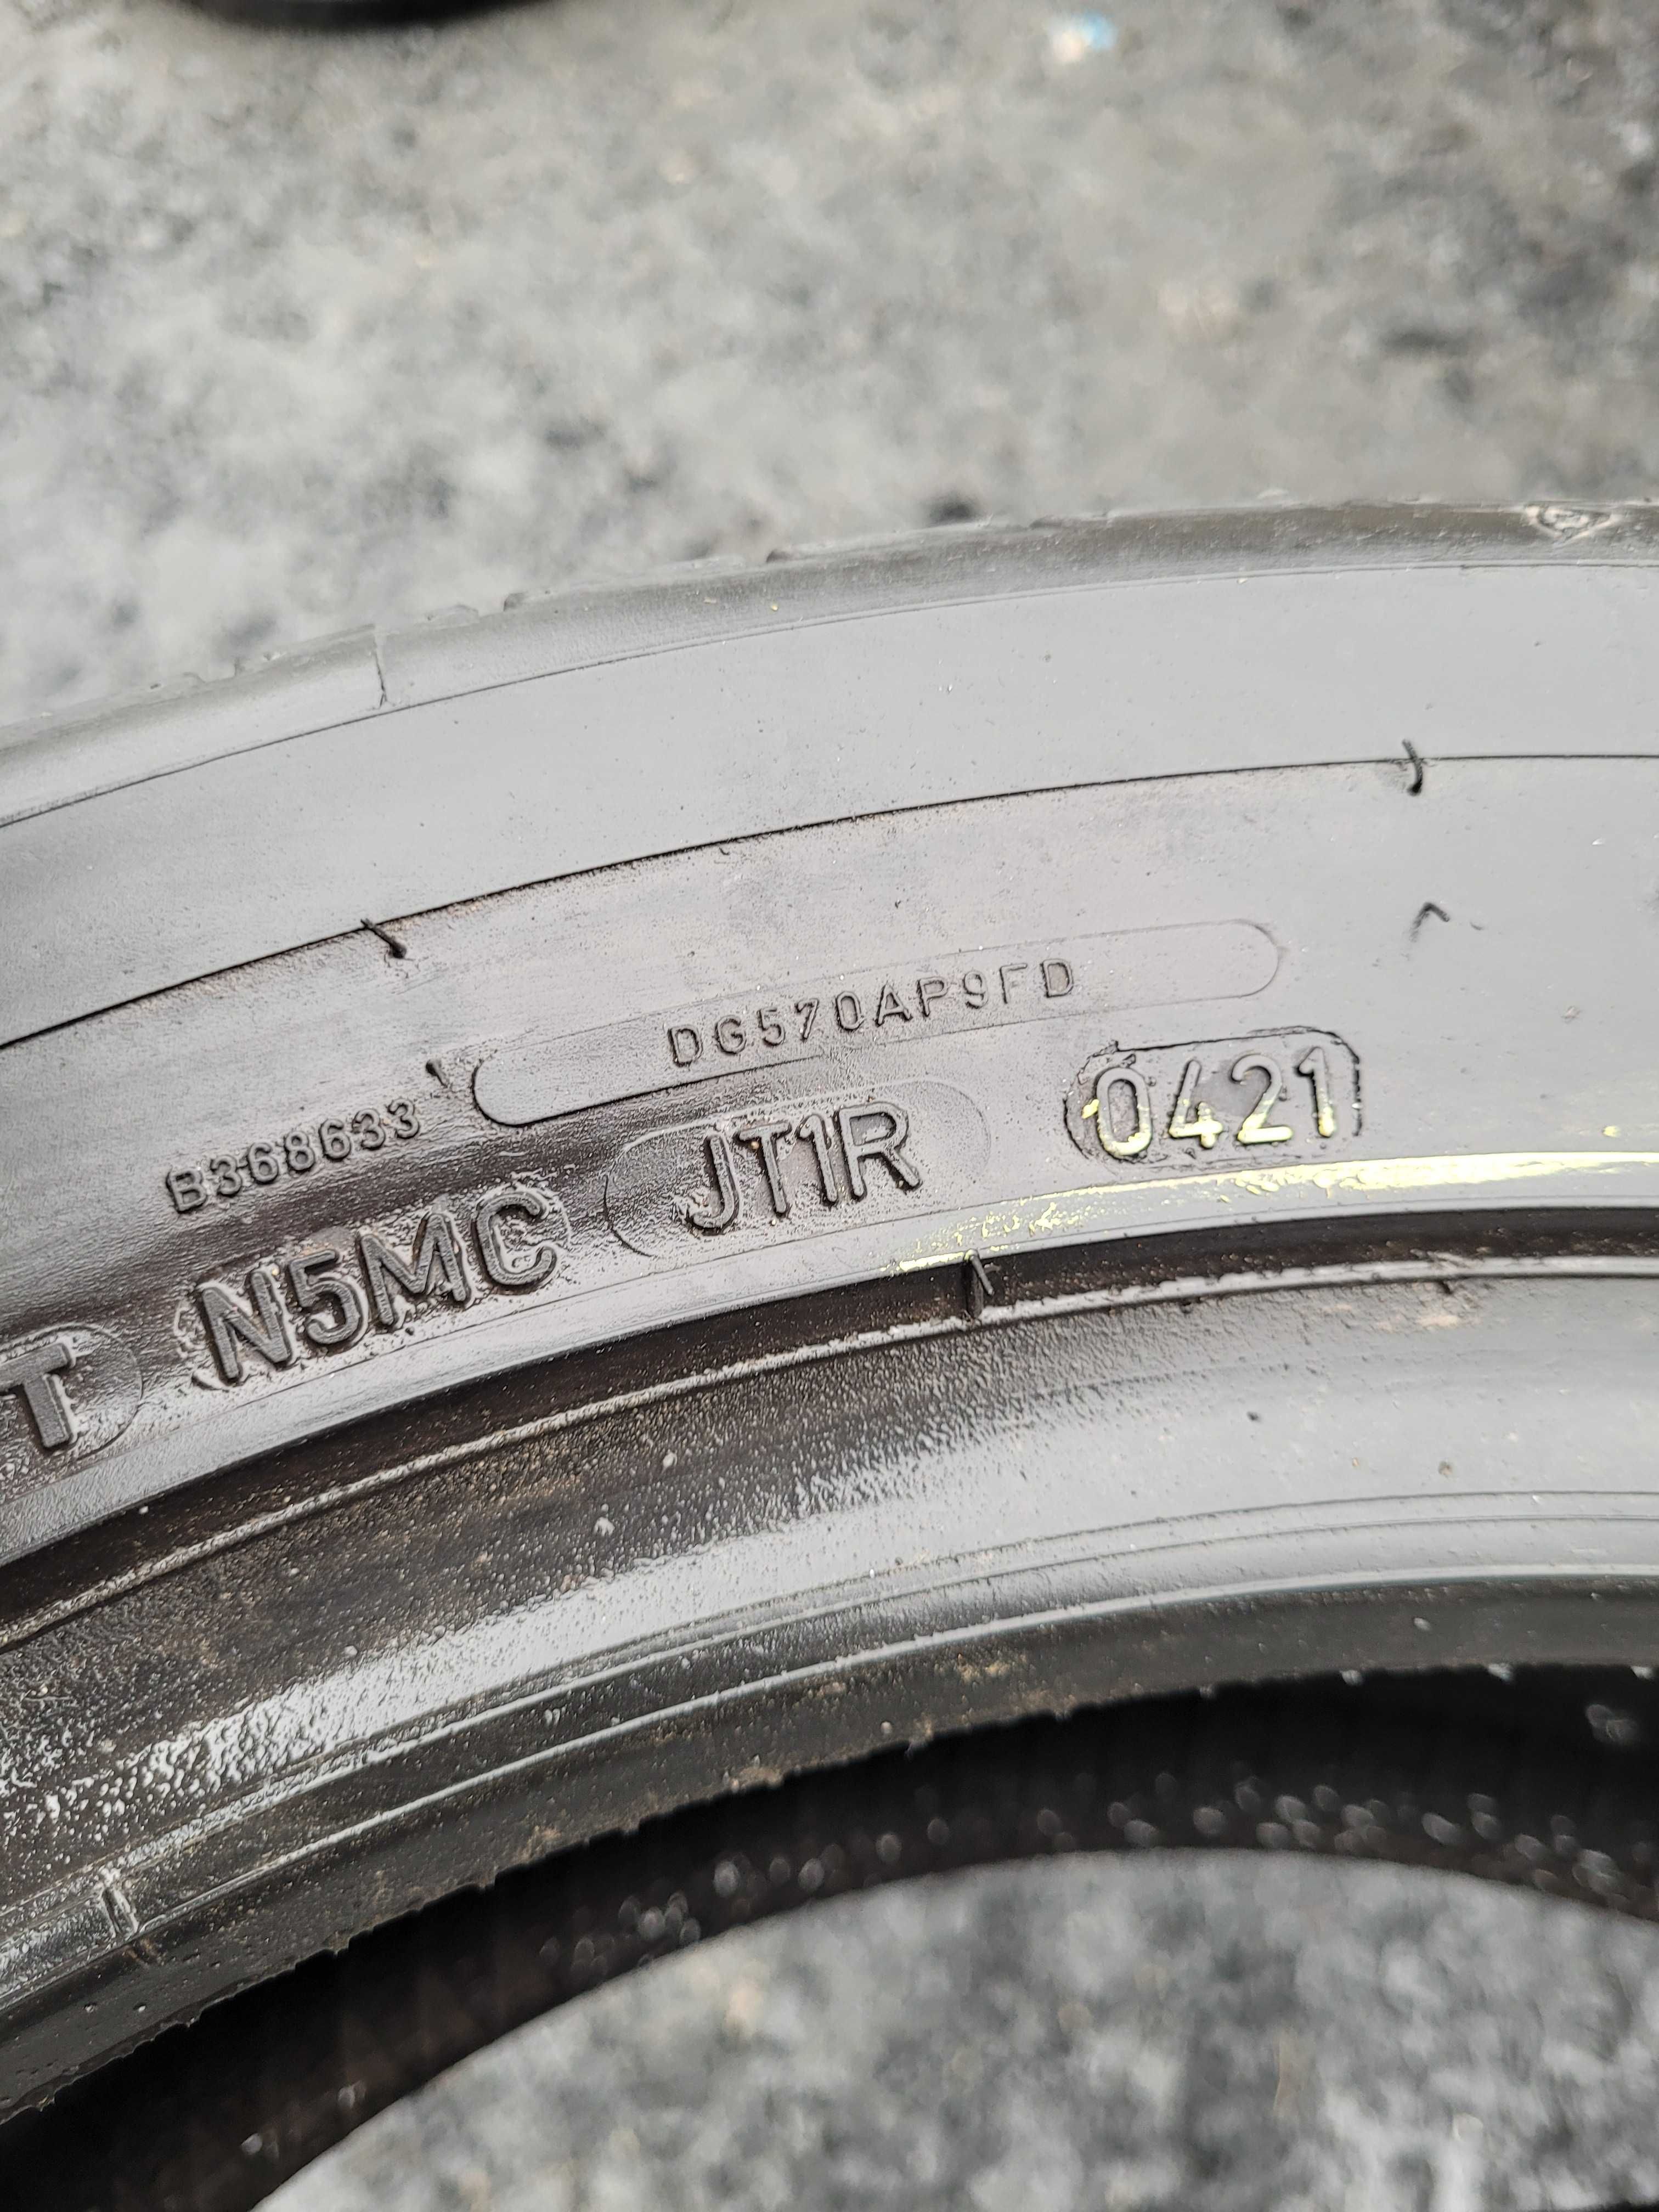 DG570AP9FD
B368633
T N5MC JT1R 0421